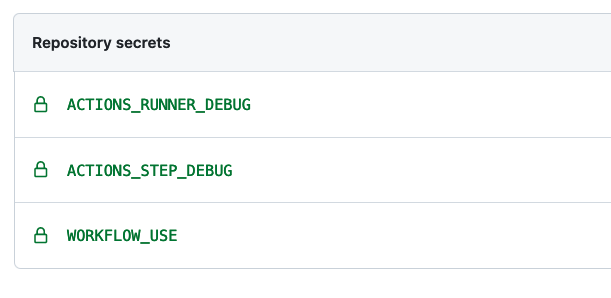 Repository secrets
ACTIONS_RUNNER_DEBUG
ACTIONS_STEP_DEBUG
WORKFLOW_USE